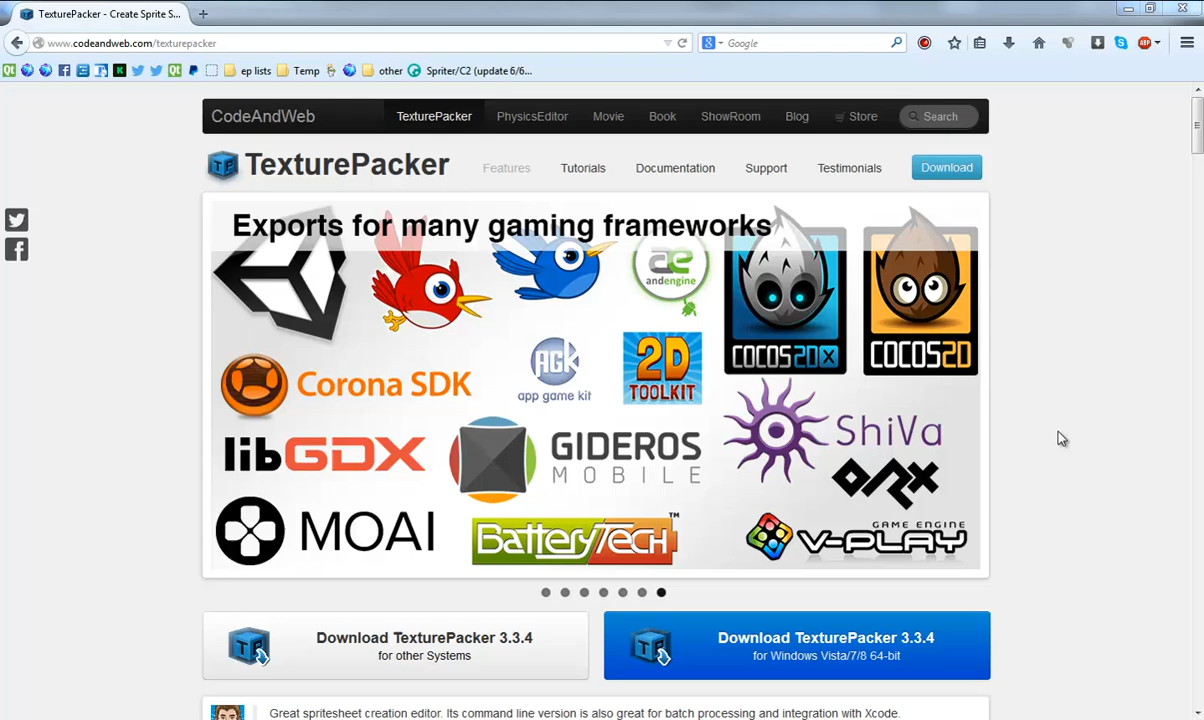 TexturePacker - Create Sprite S...
www.codeandweb.com/texturepacker
Google
ep lists
Temp
other
Spriter/C2 (update 6/6...
CodeAndWeb
TexturePacker
PhysicsEditor
Movie
Book
ShowRoom
Blog
Store
Search
TexturePacker
Features
Tutorials
Documentation
Support
Testimonials
Download
Exports for many gaming frameworks
ae
andengine
COCOS2DX
COCOS2D
Corona SDK
AGK
app game kit
2D
TOOLKIT
libGDX
GIDEROS
MOBILE
ShiVa
orx
MOAI
BatteryTech™
GAME ENGINE
V-PLAY
Download TexturePacker 3.3.4
for other Systems
Download TexturePacker 3.3.4
for Windows Vista/7/8 64-bit
Great spritesheet creation editor. Its command line version is also great for batch processing and integration with Xcode.